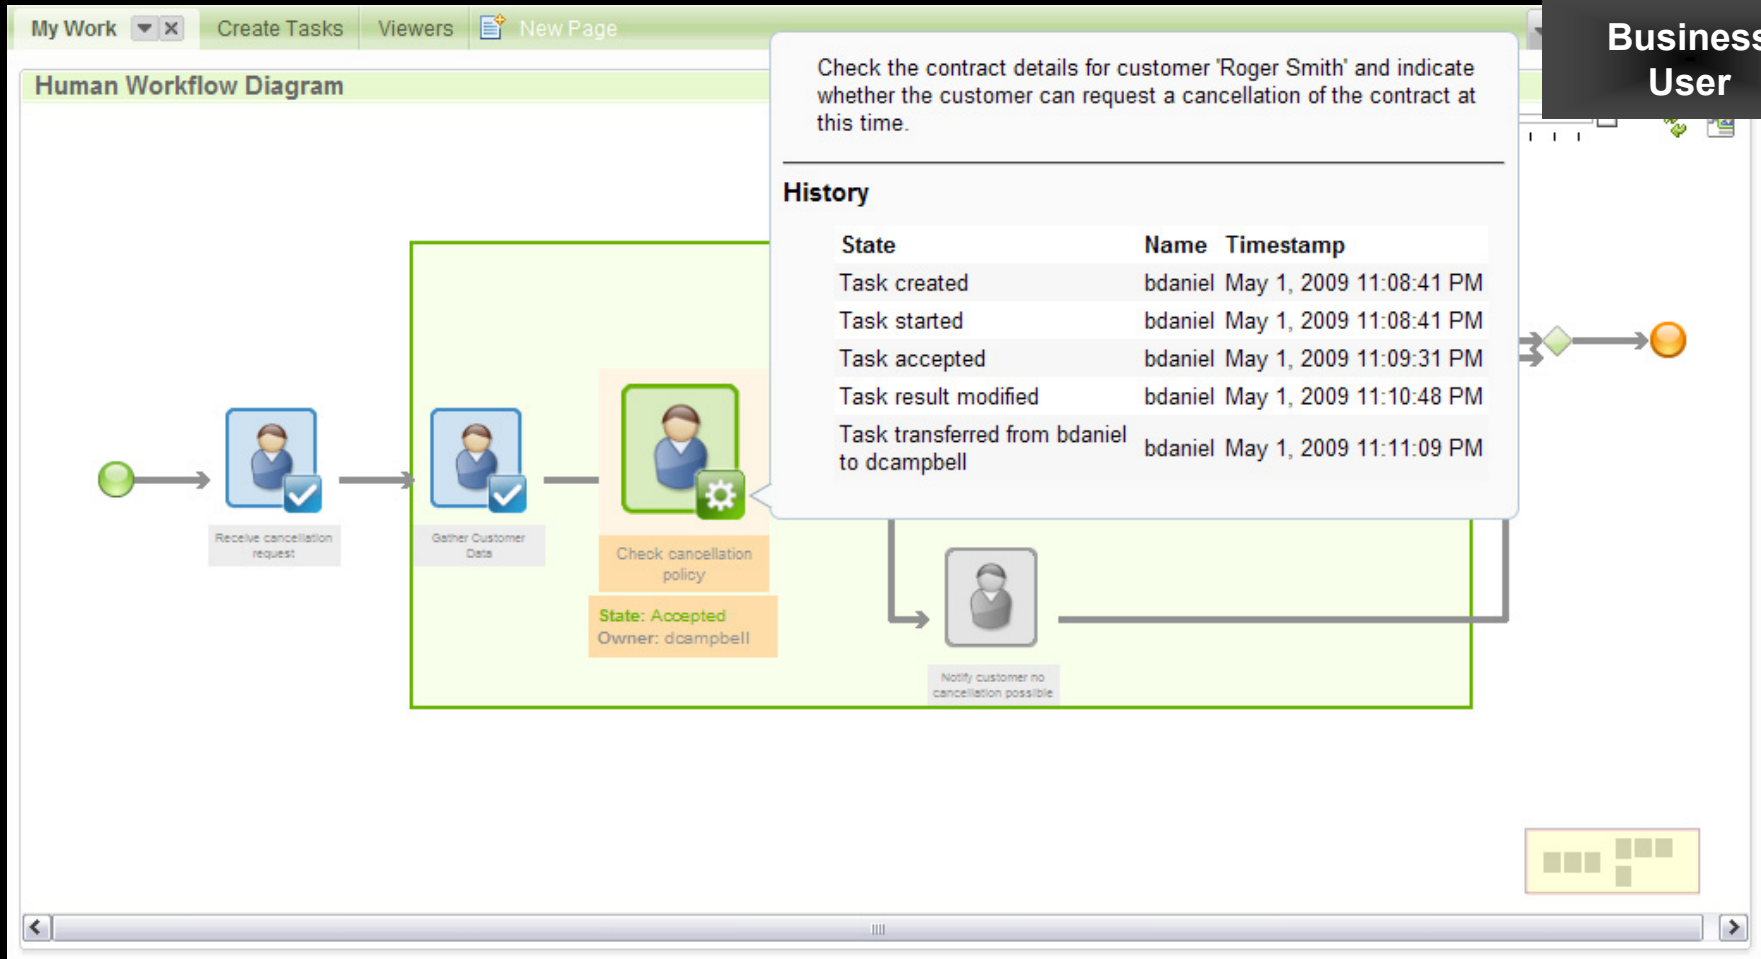 My Work
Create Tasks
Viewers
New Page
Business
User
Human Workflow Diagram
Check the contract details for customer 'Roger Smith' and indicate
whether the customer can request a cancellation of the contract at
this time.
History
State Name Timestamp
Task created bdaniel May 1, 2009 11:08:41 PM
Task started bdaniel May 1, 2009 11:08:41 PM
Task accepted bdaniel May 1, 2009 11:09:31 PM
Task result modified bdaniel May 1, 2009 11:10:48 PM
Task transferred from bdaniel
to dcampbell bdaniel May 1, 2009 11:11:09 PM
Receive cancellation
request
Gather Customer
Data
Check cancellation
policy
State: Accepted
Owner: dcampbell
Notify customer no
cancellation possible